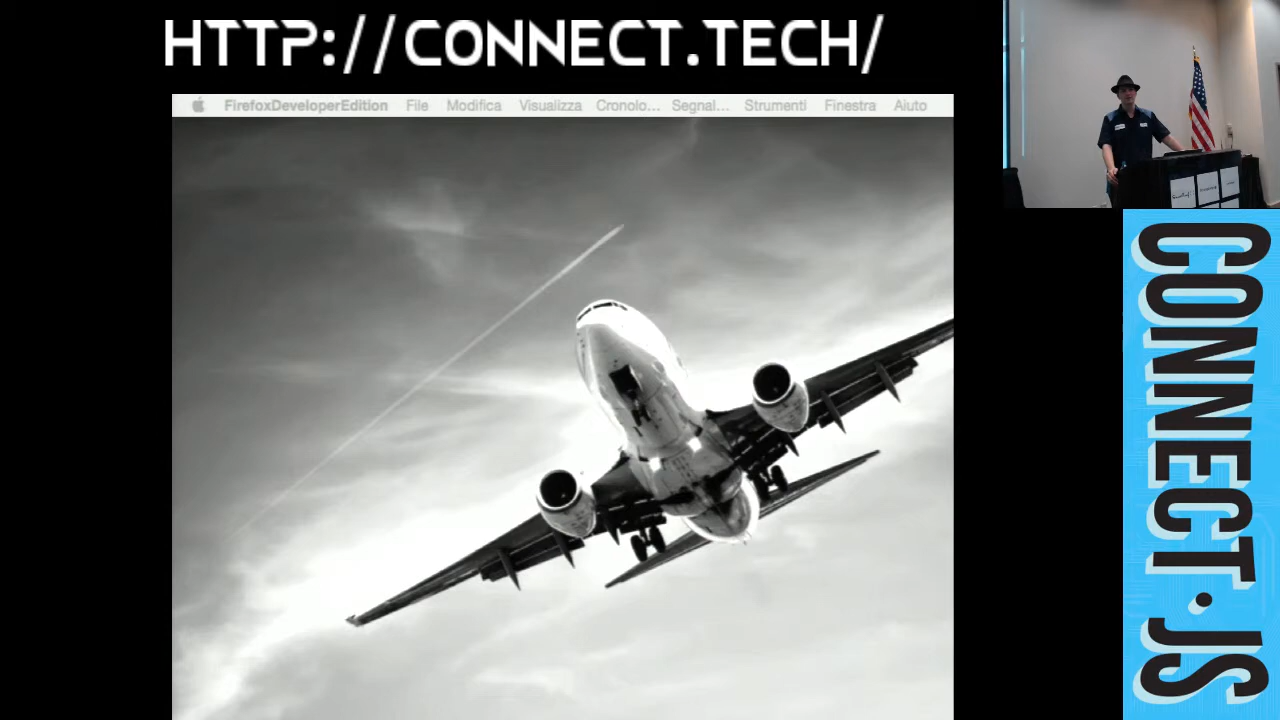 HTTP://CONNECT.TECH/
FirefoxDeveloperEdition File Modifica Visualizza Cronolo... Segnal... Strumenti Finestra Aiuto
CONNECT·JS